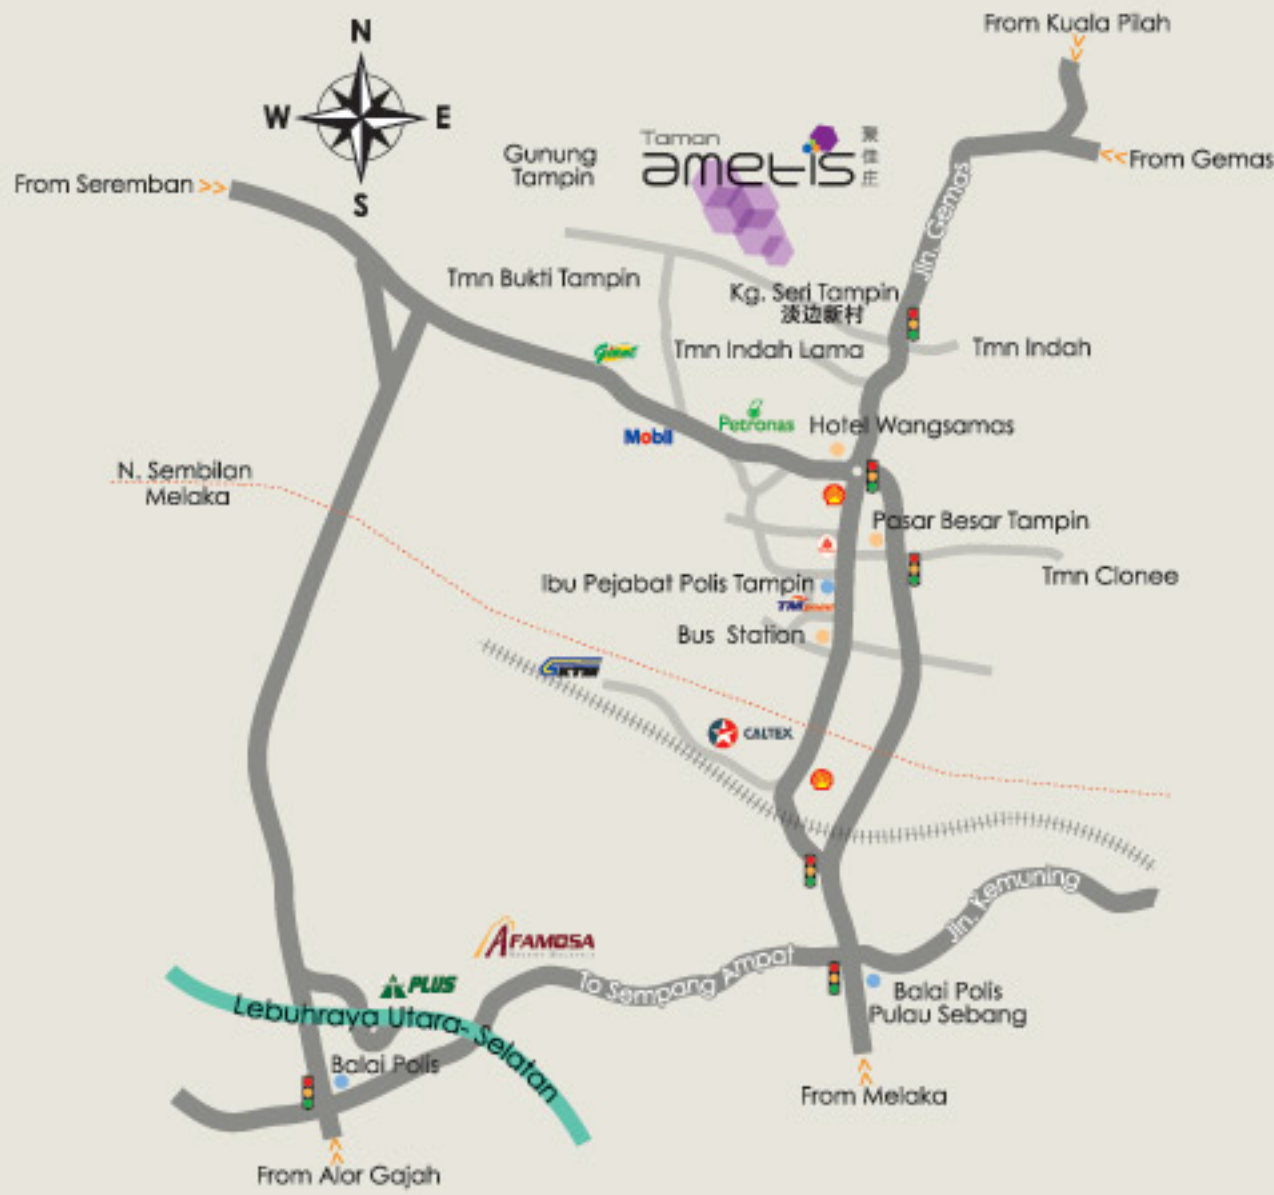 From Kuala Pilah
N
W
E
S
Taman
ametis
聚佳庄
Gunung
Tampin
From Gemas
From Seremban
Jln. Gemas
Tmn Bukti Tampin
Kg. Seri Tampin
淡边新村
Giant
Tmn Indah Lama
Tmn Indah
Petronas
Hotel Wangsamas
Mobil
N. Sembilan
Melaka
Pasar Besar Tampin
Tmn Clonee
Ibu Pejabat Polis Tampin
TM
Bus Station
KTM
CALTEX
Jln. Kemuning
A FAMOSA
To Sempang Ampat
PLUS
Balai Polis
Pulau Sebang
Lebuhraya Utara- Selatan
Balai Polis
From Melaka
From Alor Gajah